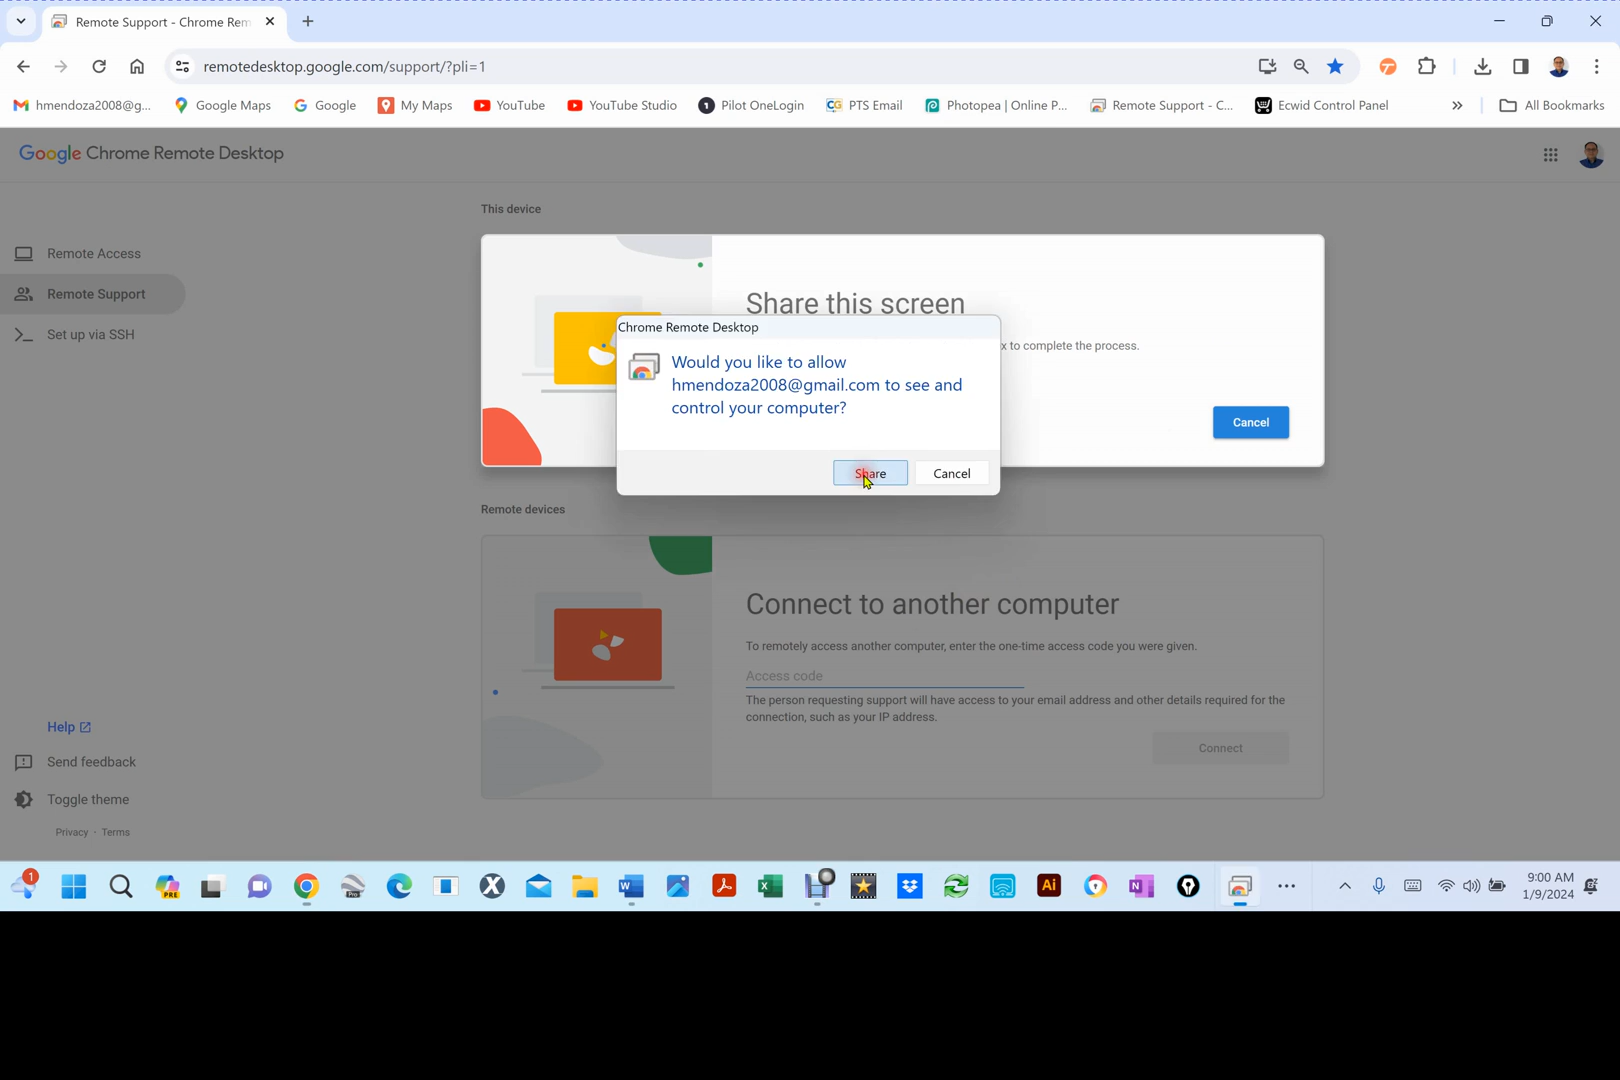 Remote Support - Chrome Rem
remotedesktop.google.com/support/?pli=1
hmendoza2008@g...
Google Maps
Google
My Maps
YouTube
YouTube Studio
Pilot OneLogin
PTS Email
Photopea | Online P...
Remote Support - C...
Ecwid Control Panel
»
All Bookmarks
Google Chrome Remote Desktop
This device
Remote Access
Remote Support
Set up via SSH
Share this screen
x to complete the process.
Cancel
Chrome Remote Desktop
Would you like to allow
hmendoza2008@gmail.com to see and
control your computer?
Share
Cancel
Remote devices
Connect to another computer
To remotely access another computer, enter the one-time access code you were given.
Access code
The person requesting support will have access to your email address and other details required for the
connection, such as your IP address.
Connect
Help
Send feedback
Toggle theme
Privacy · Terms
1
PRE
Pro
Ai
9:00 AM
1/9/2024